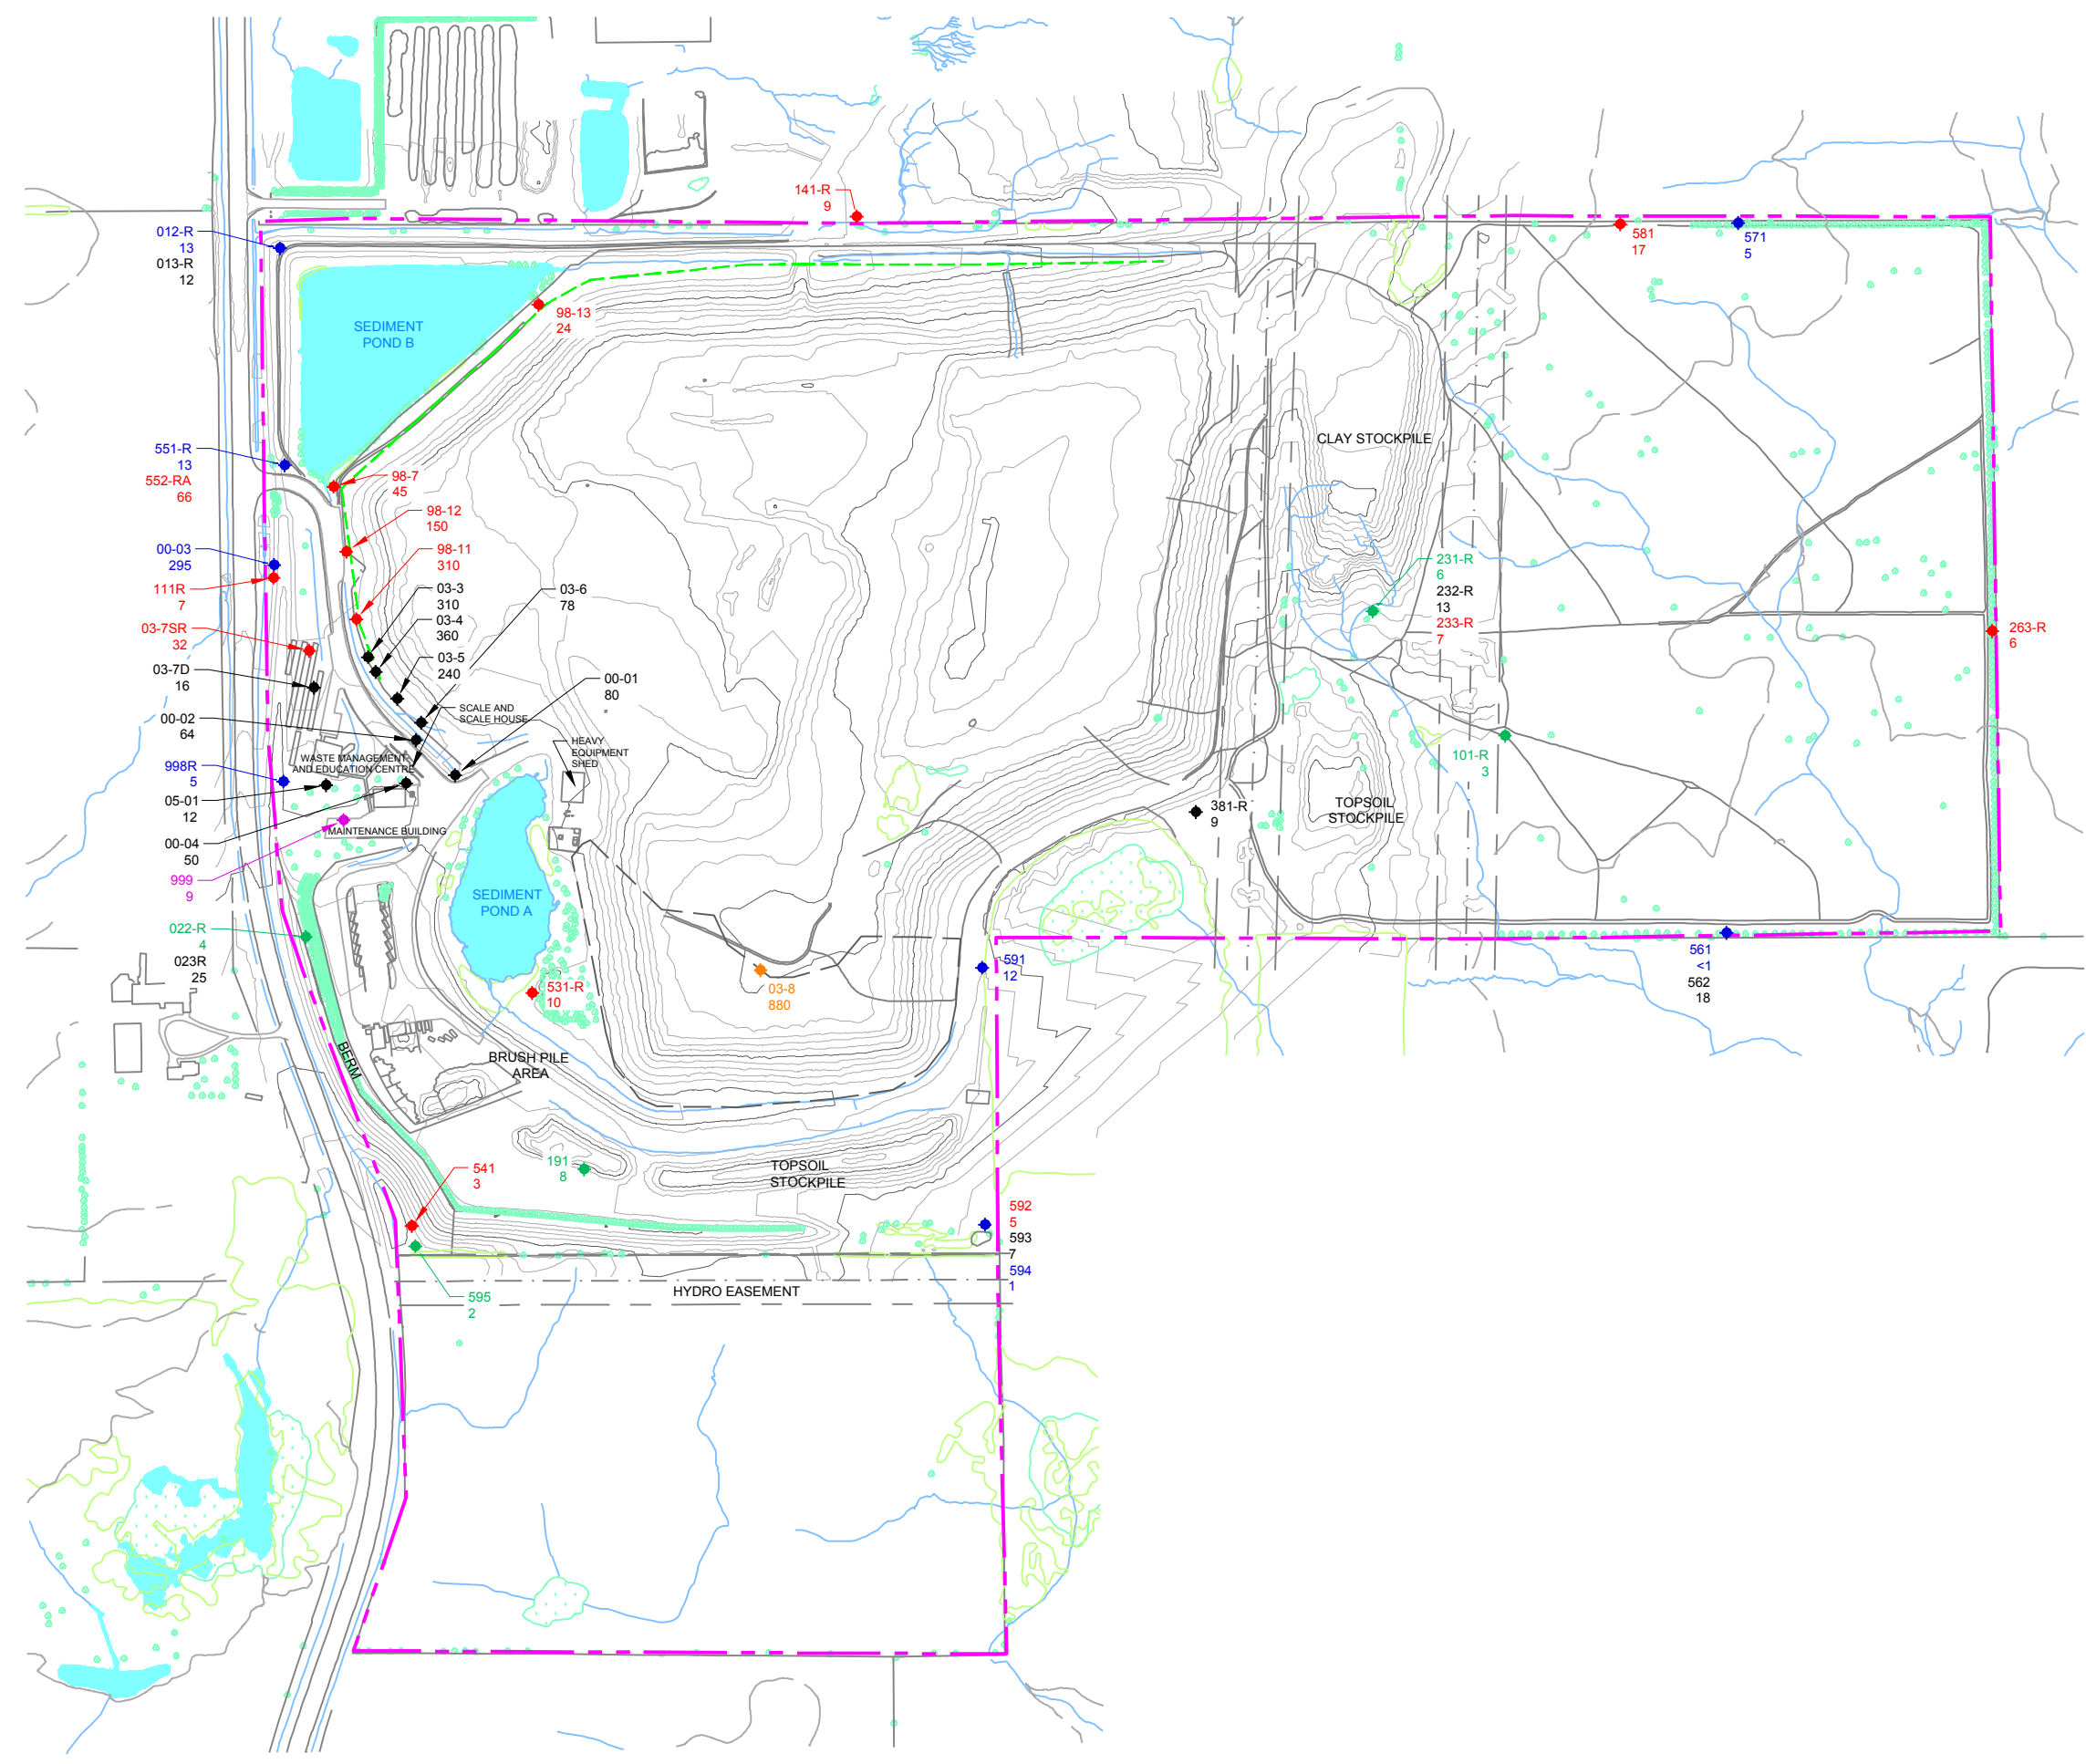 141-R
9
012-R
13
013-R
12
581
17
571
5
98-13
24
SEDIMENT
POND B
551-R
13
552-RA
66
98-7
45
98-12
150
98-11
310
CLAY STOCKPILE
00-03
295
111R
7
03-7SR
32
03-7D
16
00-02
64
998R
5
05-01
12
00-04
50
999
9
022-R
4
023R
25
03-3
310
03-4
360
03-5
240
03-6
78
00-01
80
SCALE AND
SCALE HOUSE
HEAVY
EQUIPMENT
SHED
WASTE MANAGEMENT
AND EDUCATION CENTRE
MAINTENANCE BUILDING
231-R
6
232-R
13
233-R
7
263-R
6
101-R
3
381-R
9
TOPSOIL
STOCKPILE
SEDIMENT
POND A
531-R
10
03-8
880
591
12
561
<1
562
18
BERM
BRUSH PILE
AREA
191
8
TOPSOIL
STOCKPILE
541
3
595
2
592
5
593
7
594
1
HYDRO EASEMENT